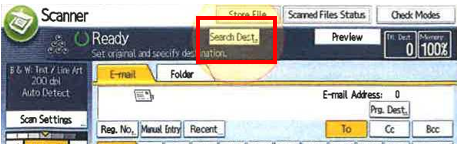 Scanner
Store File
Scanned Files Status
Check Modes
Ready
Search Dest.
Preview
Ttl. Dest.
Memory
0
100%
Set original and specify destination.
B & W: Text / Line Art
200 dpi
Auto Detect
Scan Settings
E-mail
Folder
E-mail Address: 0
Prg. Dest.
Reg. No.
Manual Entry
Recent
To
Cc
Bcc